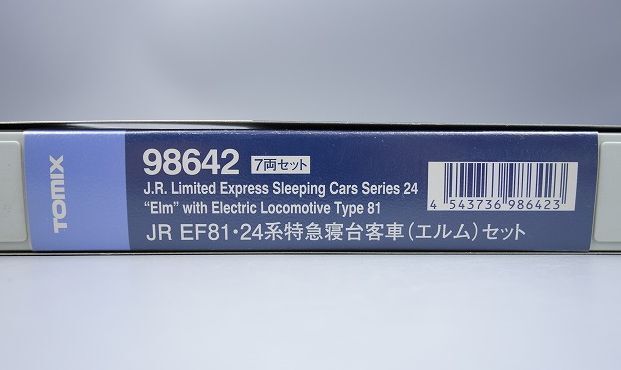 TOMIX
98642 7両セット
J.R. Limited Express Sleeping Cars Series 24
“Elm” with Electric Locomotive Type 81
JR EF81・24系特急寝台客車(エルム)セット
4 543736 986423